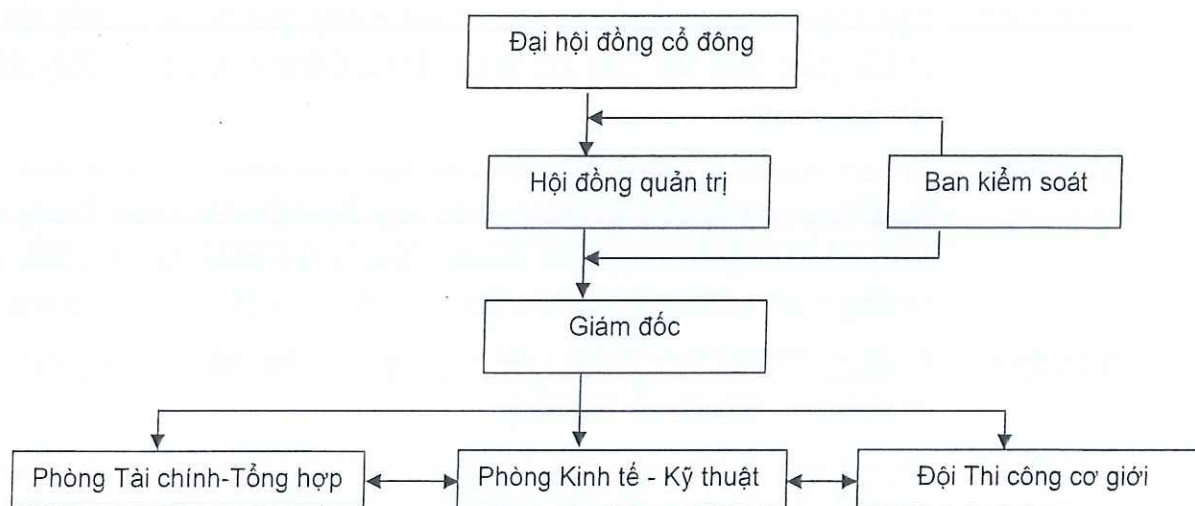 Đại hội đồng cổ đông
Hội đồng quản trị
Ban kiểm soát
Giám đốc
Phòng Tài chính-Tổng hợp
Phòng Kinh tế - Kỹ thuật
Đội Thi công cơ giới